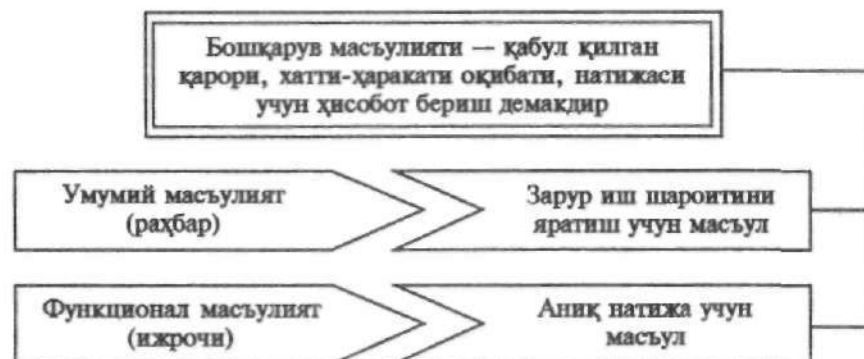 Бошқарув масъулияти — қабул қилган
қарори, хатти-ҳаракати оқибати, натижаси
учун ҳисобот бериш демакдир
Умумий масъулият
(раҳбар)
Зарур иш шароитини
яратиш учун масъул
Функционал масъулият
(ижрочи)
Аниқ натижа учун
масъул